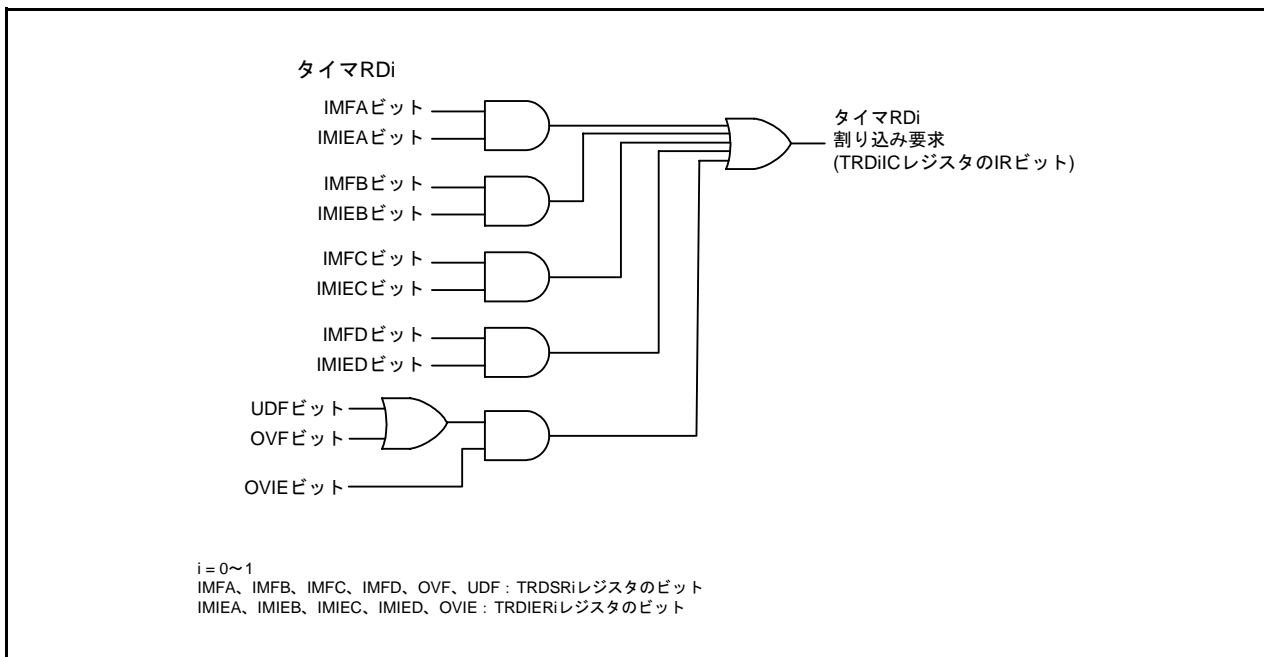 タイマRDi
IMFAビット
IMIEAビット
IMFBビット
IMIEBビット
IMFCビット
IMIECビット
IMFDビット
IMIEDビット
UDFビット
OVFビット
OVIEビット
タイマRDi
割り込み要求
(TRDiICレジスタのIRビット)
i = 0～1
IMFA、IMFB、IMFC、IMFD、OVF、UDF：TRDSRiレジスタのビット
IMIEA、IMIEB、IMIEC、IMIED、OVIE：TRDIERiレジスタのビット